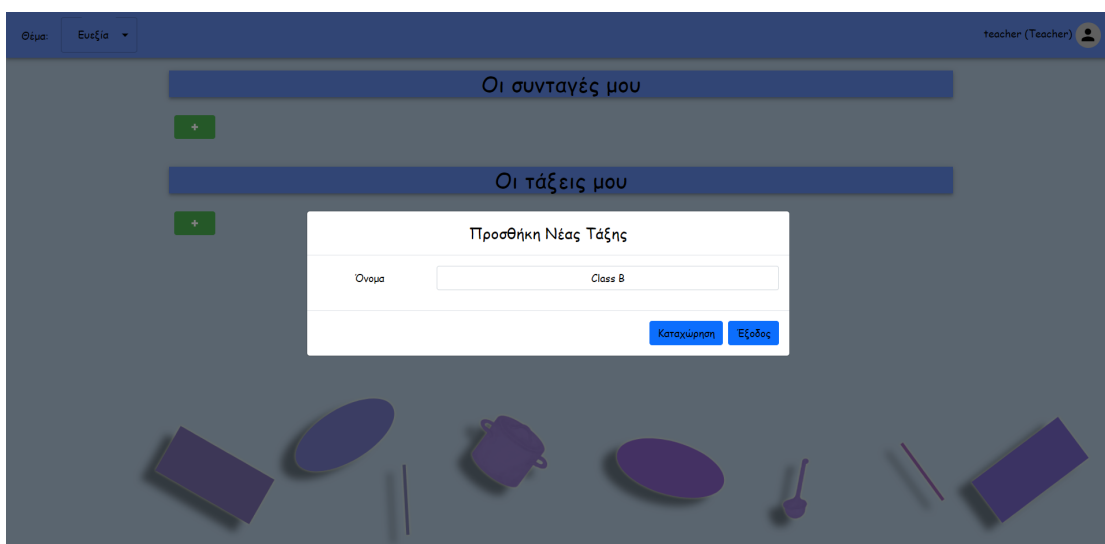 Θέμα: Ευεξία teacher (Teacher)
Οι συνταγές μου
+
Οι τάξεις μου
+
Προσθήκη Νέας Τάξης
Όνομα Class B
Καταχώρηση Έξοδος